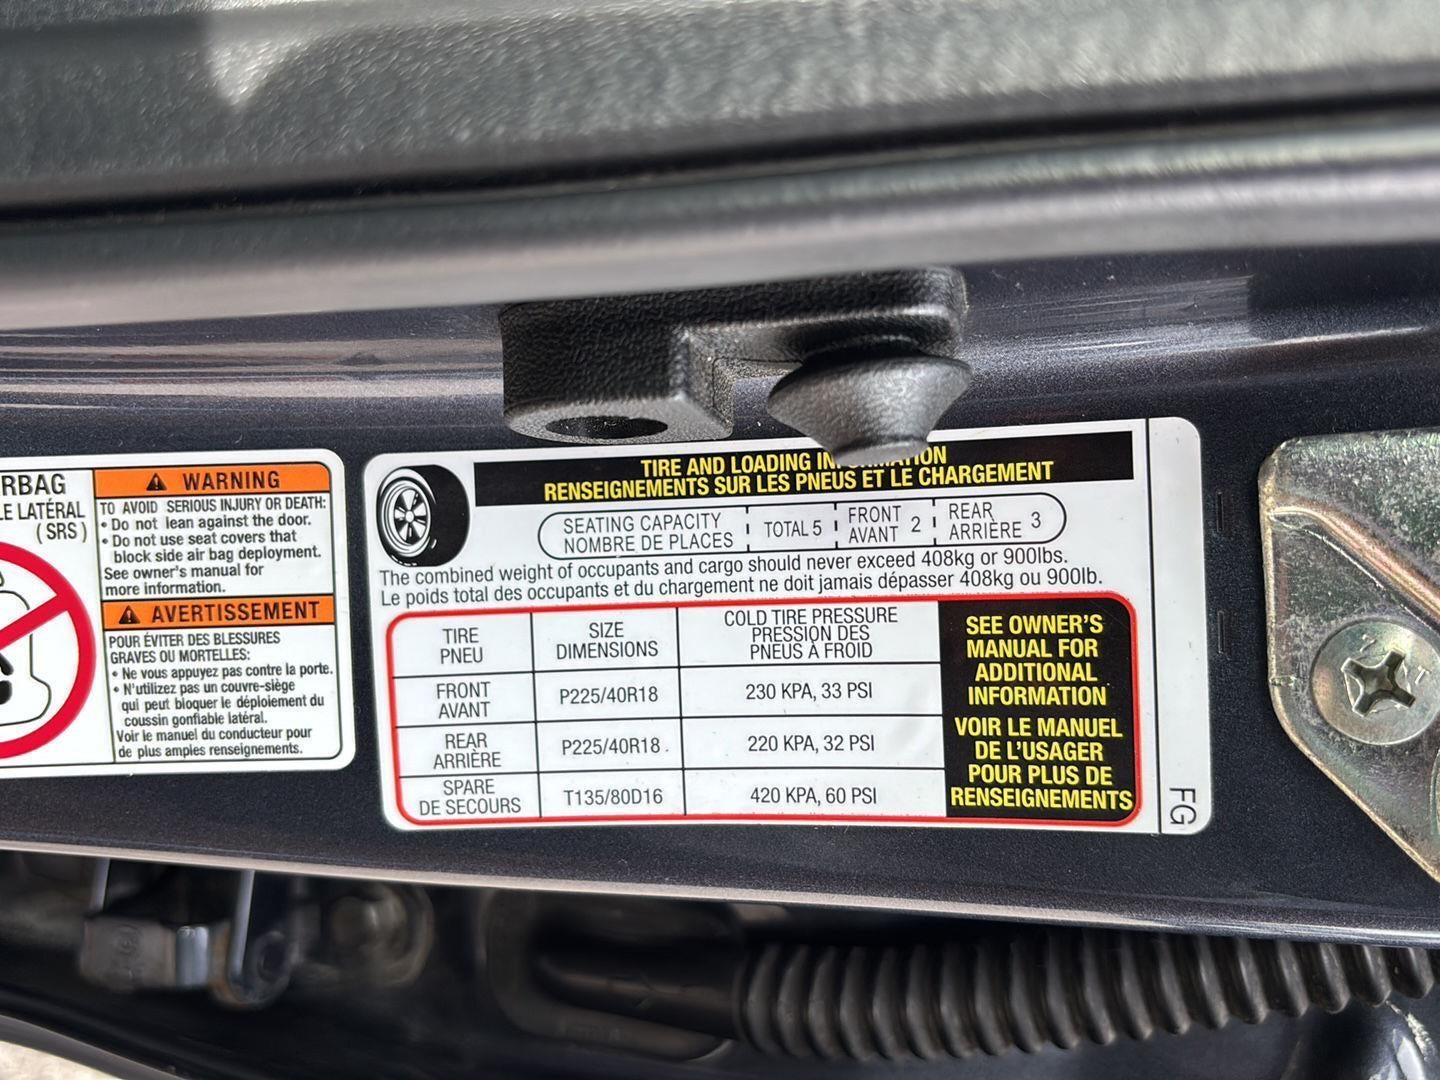 RBAG
LE LATÉRAL
(SRS)
WARNING
TO AVOID SERIOUS INJURY OR DEATH:
• Do not lean against the door.
• Do not use seat covers that
block side air bag deployment.
See owner's manual for
more information.
AVERTISSEMENT
POUR ÉVITER DES BLESSURES
GRAVES OU MORTELLES:
• Ne vous appuyez pas contre la porte.
• N'utilizez pas un couvre-siège
qui peut bloquer le déploiement du
coussin gonflable latéral.
Voir le manuel du conducteur pour
de plus amples renseignements.
TIRE AND LOADING INFORMATION
RENSEIGNEMENTS SUR LES PNEUS ET LE CHARGEMENT
SEATING CAPACITY
NOMBRE DE PLACES
TOTAL 5
FRONT
AVANT 2
REAR
ARRIÈRE 3
The combined weight of occupants and cargo should never exceed 408kg or 900lbs.
Le poids total des occupants et du chargement ne doit jamais dépasser 408kg ou 900lb.
TIRE
PNEU
SIZE
DIMENSIONS
COLD TIRE PRESSURE
PRESSION DES
PNEUS À FROID
FRONT
AVANT
P225/40R18
230 KPA, 33 PSI
REAR
ARRIÈRE
P225/40R18
220 KPA, 32 PSI
SPARE
DE SECOURS
T135/80D16
420 KPA, 60 PSI
SEE OWNER'S
MANUAL FOR
ADDITIONAL
INFORMATION
VOIR LE MANUEL
DE L'USAGER
POUR PLUS DE
RENSEIGNEMENTS
FG